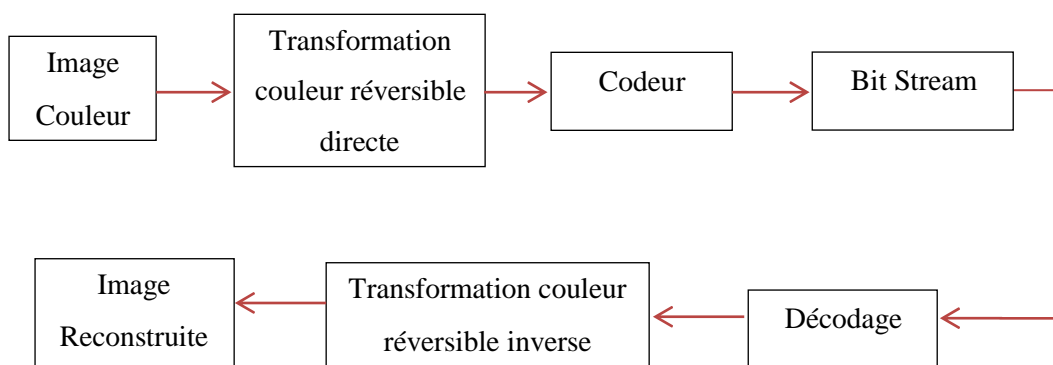 Image
Couleur
Transformation
couleur réversible
directe
Codeur
Bit Stream
Image
Reconstruite
Transformation couleur
réversible inverse
Décodage